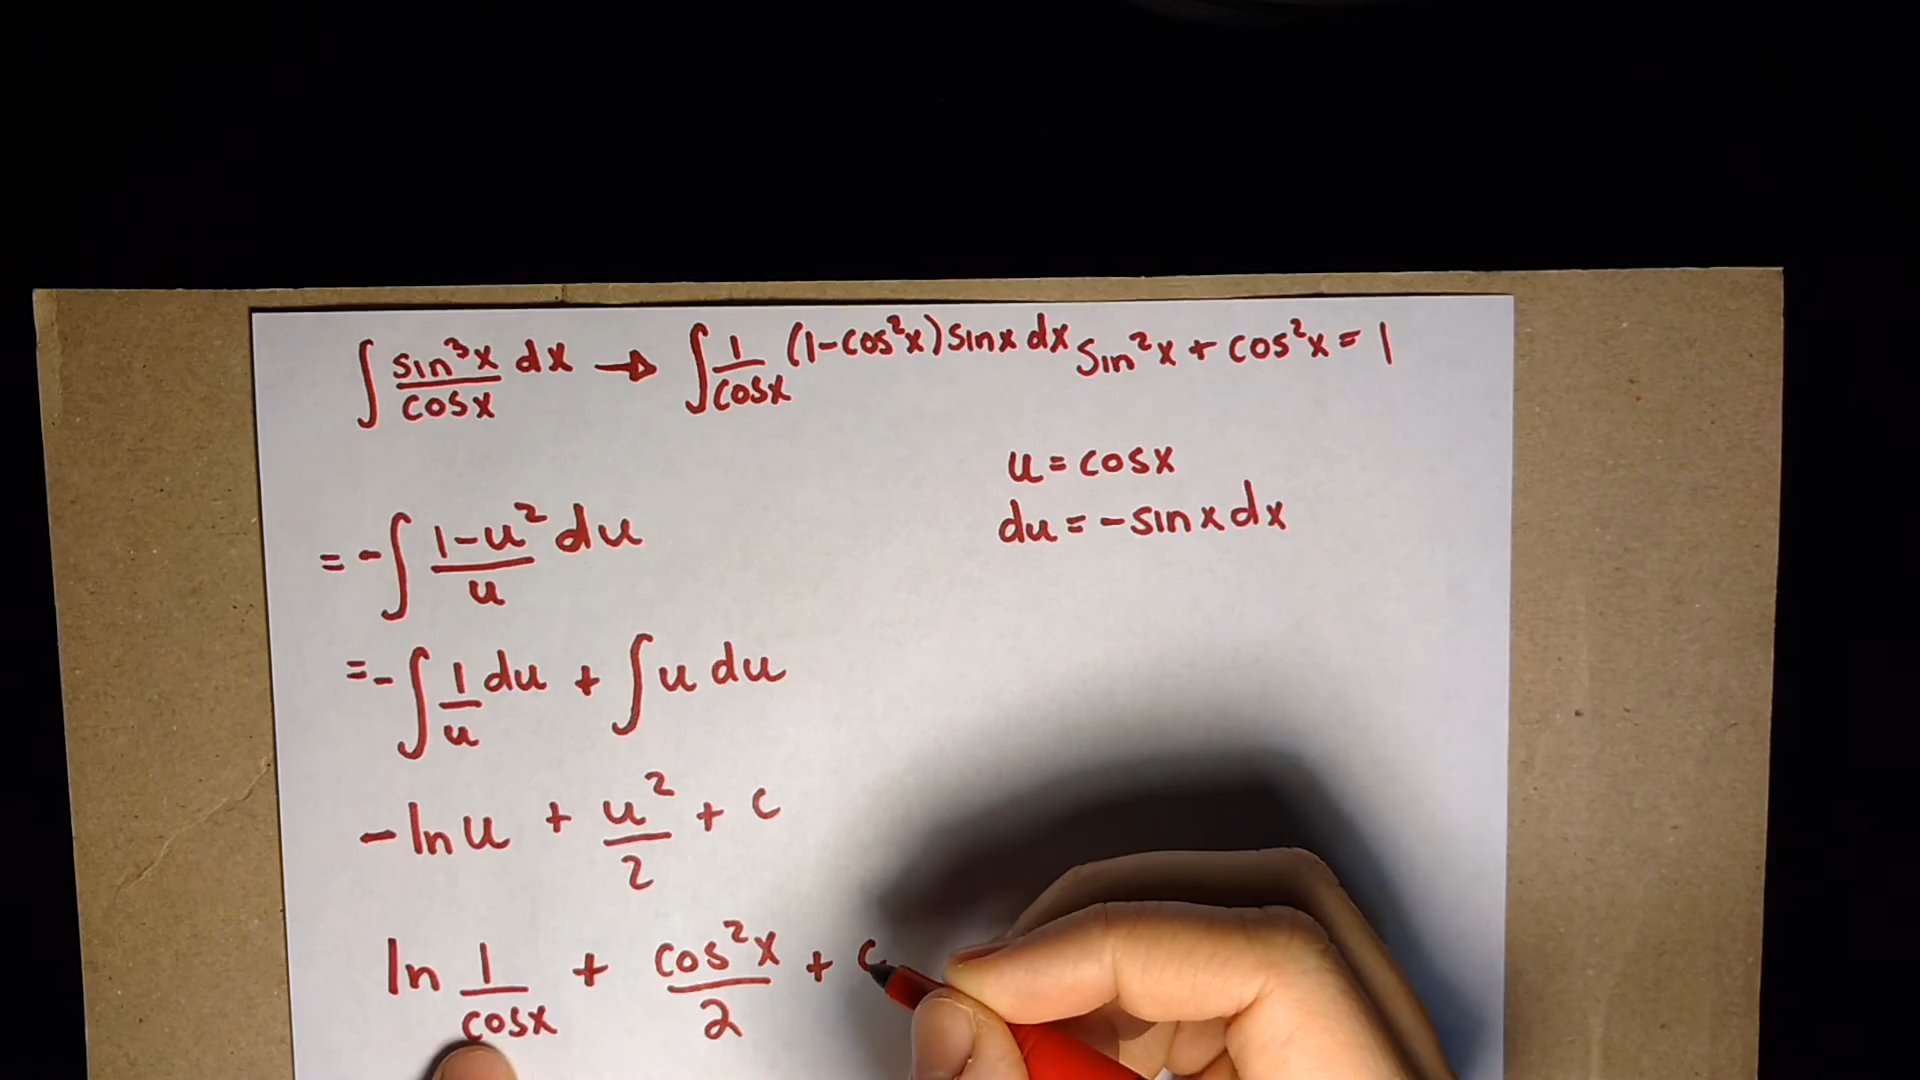 ∫ sin³x/cosx dx → ∫ 1/cosx (1-cos²x) sinx dx sin²x + cos²x = 1
u = cosx
du = -sinx dx
= -∫ (1-u²)/u du
= -∫ 1/u du + ∫ u du
-ln u + u²/2 + c
ln 1/cosx + cos²x/2 + c